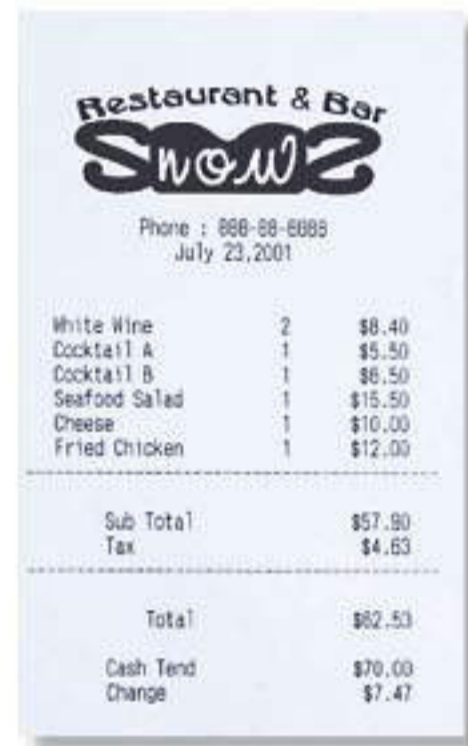 Restaurant & Bar
SnowS
Phone : 888-88-8888
July 23,2001
White Wine 2 $8.40
Cocktail A 1 $5.50
Cocktail B 1 $6.50
Seafood Salad 1 $15.50
Cheese 1 $10.00
Fried Chicken 1 $12.00
Sub Total $57.90
Tax $4.63
Total $62.53
Cash Tend $70.00
Change $7.47